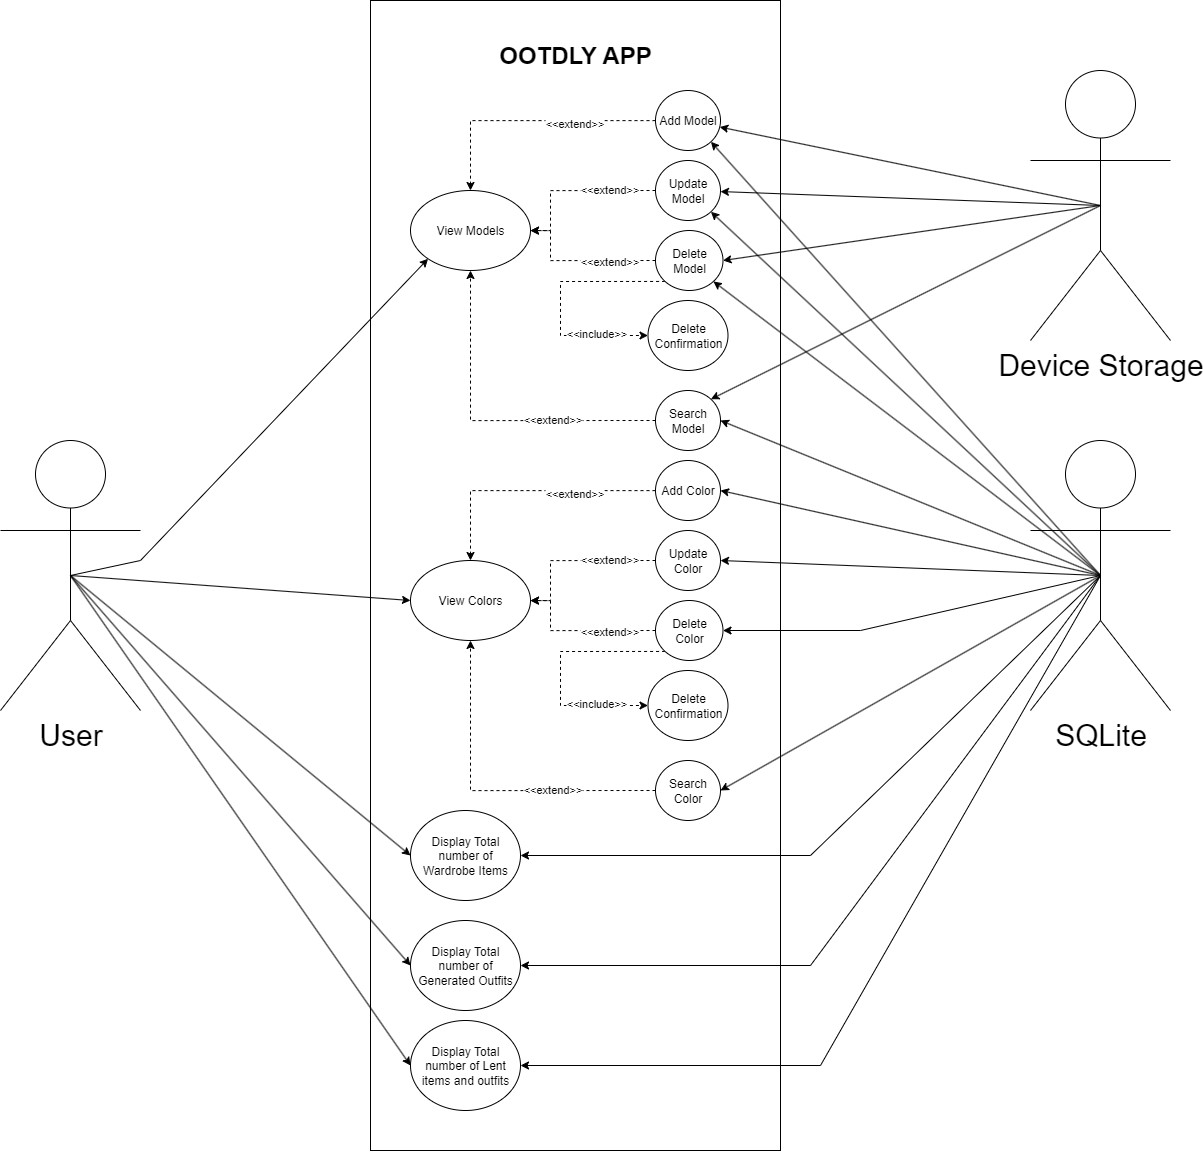 OOTDLY APP
<<extend>>
Add Model
<<extend>>
Update
Model
View Models
<<extend>>
Delete
Model
<<include>>
Delete
Confirmation
Device Storage
<<extend>>
Search
Model
<<extend>>
Add Color
<<extend>>
Update
Color
View Colors
<<extend>>
Delete
Color
<<include>>
Delete
Confirmation
User
SQLite
<<extend>>
Search
Color
Display Total
number of
Wardrobe Items
Display Total
number of
Generated Outfits
Display Total
number of Lent
items and outfits